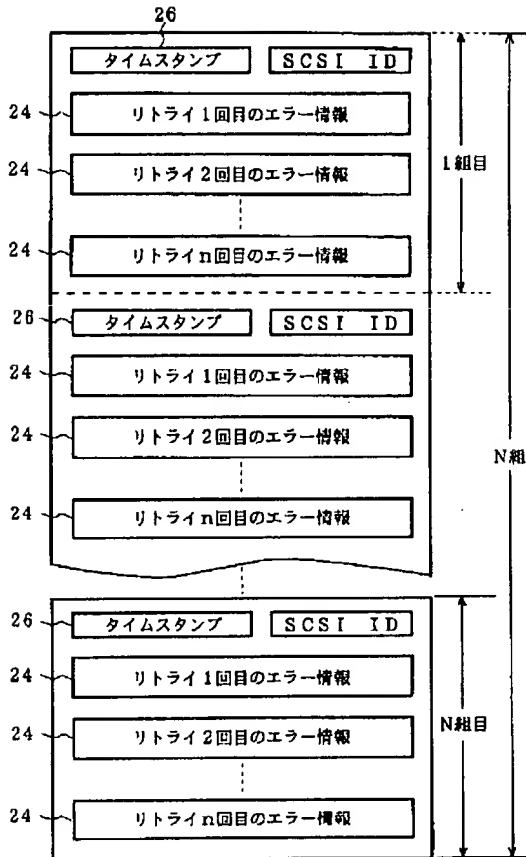 26
タイムスタンプ SCSI ID
24 リトライ1回目のエラー情報
24 リトライ2回目のエラー情報
1組目
24 リトライn回目のエラー情報
26 タイムスタンプ SCSI ID
24 リトライ1回目のエラー情報
24 リトライ2回目のエラー情報
N組
24 リトライn回目のエラー情報
26 タイムスタンプ SCSI ID
24 リトライ1回目のエラー情報
24 リトライ2回目のエラー情報
N組目
24 リトライn回目のエラー情報